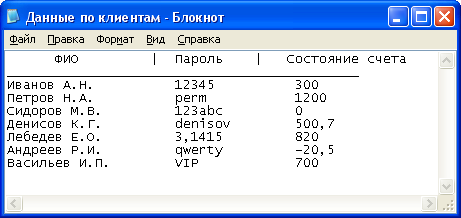 Данные по клиентам - Блокнот
Файл Правка Формат Вид Справка
ФИО | Пароль | Состояние счета
Иванов А.Н. 12345 300
Петров Н.А. perm 1200
Сидоров М.В. 123abc 0
Денисов К.Г. denisov 500,7
Лебедев Е.О. 3,1415 820
Андреев Р.И. qwerty -20,5
Васильев И.П. VIP 700